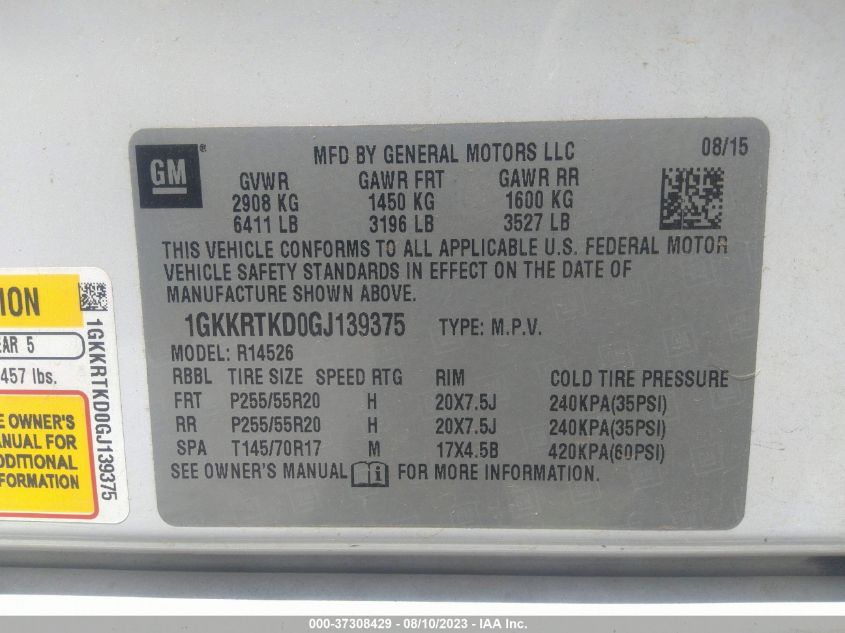 GM®
MFD BY GENERAL MOTORS LLC 08/15
GVWR GAWR FRT GAWR RR
2908 KG 1450 KG 1600 KG
6411 LB 3196 LB 3527 LB
THIS VEHICLE CONFORMS TO ALL APPLICABLE U.S. FEDERAL MOTOR
VEHICLE SAFETY STANDARDS IN EFFECT ON THE DATE OF
MANUFACTURE SHOWN ABOVE.
1GKKRTKD0GJ139375 TYPE: M.P.V.
MODEL: R14526
RBBL TIRE SIZE SPEED RTG RIM COLD TIRE PRESSURE
FRT P255/55R20 H 20X7.5J 240KPA(35PSI)
RR P255/55R20 H 20X7.5J 240KPA(35PSI)
SPA T145/70R17 M 17X4.5B 420KPA(60PSI)
SEE OWNER'S MANUAL i FOR MORE INFORMATION.
5
457 lbs.
OWNER'S
FOR
1GKKRTKD0GJ139375
000-37308429 - 08/10/2023 - IAA Inc.